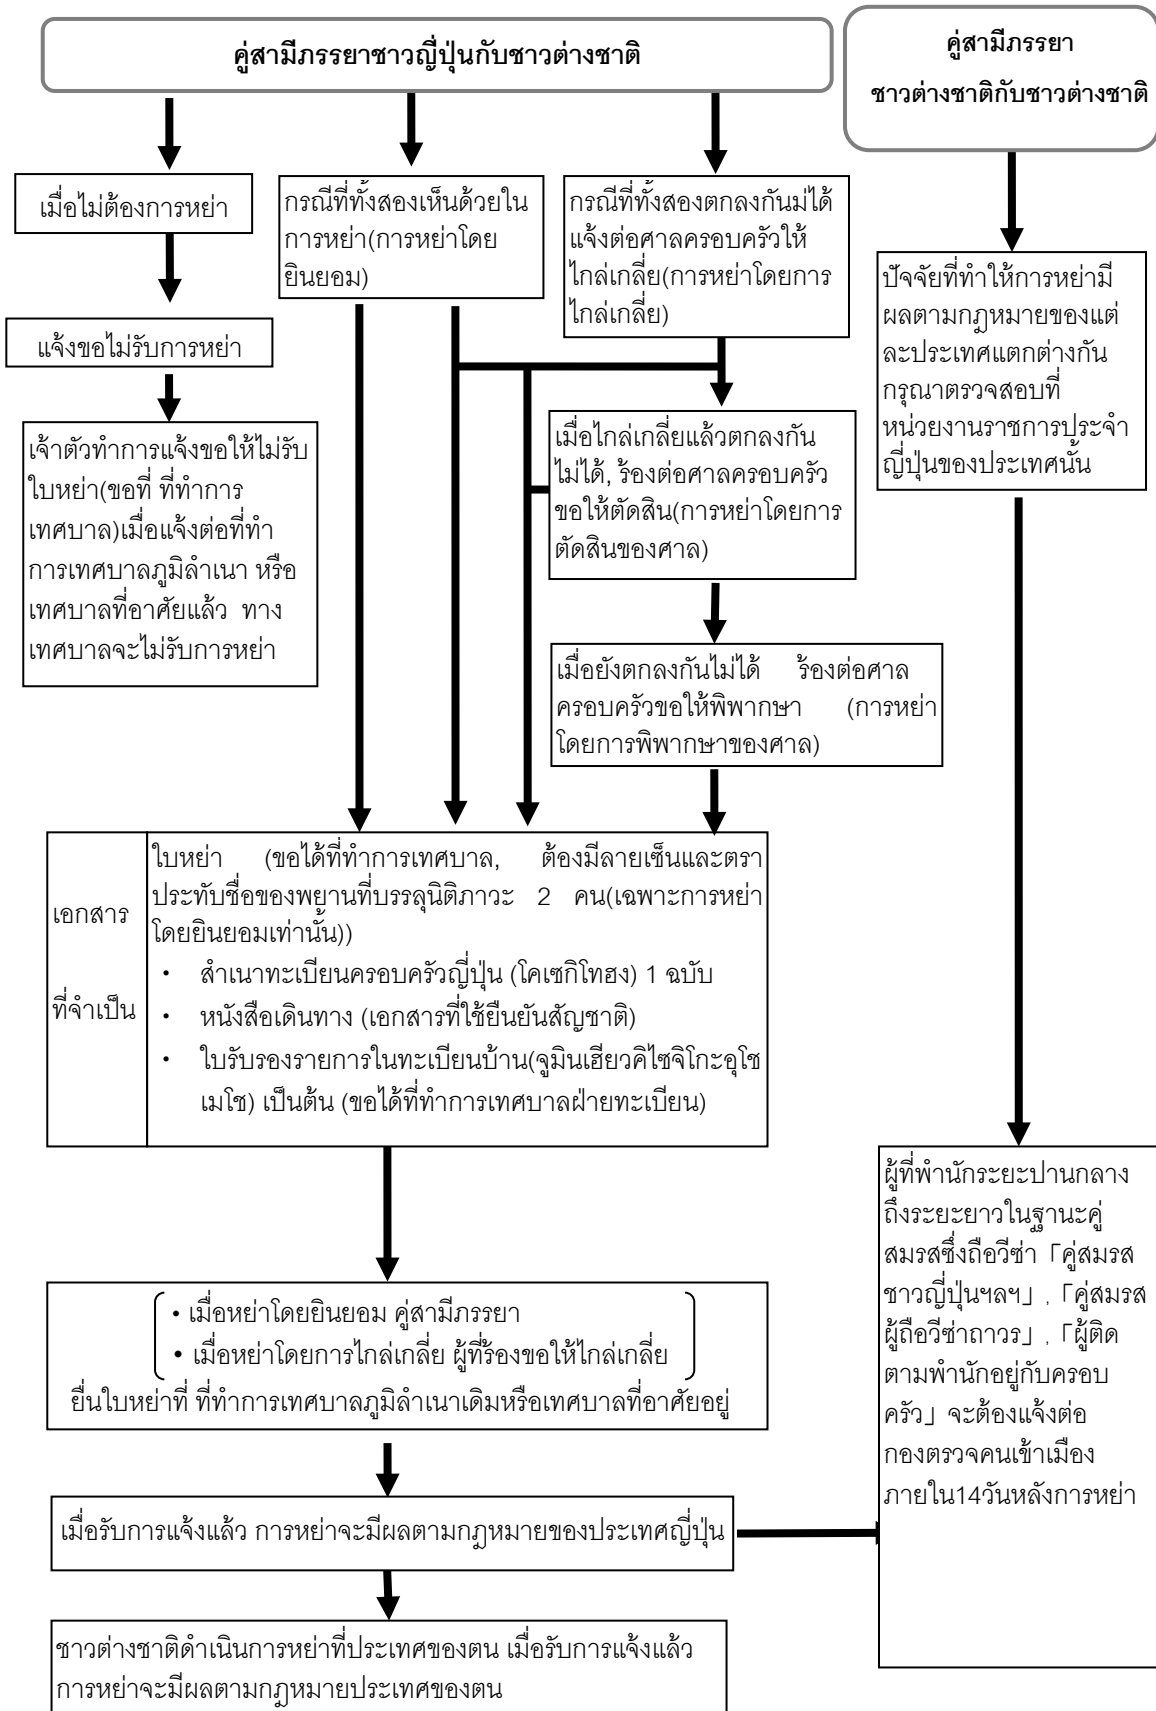 คู่สามีภรรยาชาวญี่ปุ่นกับชาวต่างชาติ
คู่สามีภรรยา
ชาวต่างชาติกับชาวต่างชาติ
เมื่อไม่ต้องการหย่า
แจ้งขอไม่รับการหย่า
เจ้าตัวทำการแจ้งขอให้ไม่รับ
ใบหย่า(ขอที่ ที่ทำการ
เทศบาล)เมื่อแจ้งต่อที่ทำ
การเทศบาลภูมิลำเนา หรือ
เทศบาลที่อาศัยแล้ว ทาง
เทศบาลจะไม่รับการหย่า
กรณีที่ทั้งสองเห็นด้วยใน
การหย่า(การหย่าโดย
ยินยอม)
กรณีที่ทั้งสองตกลงกันม่ได้
แจ้งต่อศาลครอบครัวให้
ไกล่เกลี่ย(การหย่าโดยการ
ไกล่เกลี่ย)
เมื่อไกล่เกลี่ยแล้วตกลงกัน
ไม่ได้, ร้องต่อศาลครอบครัว
ขอให้ตัดสิน(การหย่าโดยการ
ตัดสินของศาล)
เมื่อยังตกลงกันไม่ได้ ร้องต่อศาล
ครอบครัวขอให้พิพากษา (การหย่า
โดยการพิพากษาของศาล)
ปัจจัยที่ทำให้การหย่ามี
ผลตามกฎหมายของแต่
ละประเทศแตกต่างกัน
กรุณาตรวจสอบที่
หน่วยงานราชการประจำ
ญี่ปุ่นของประเทศนั้น
เอกสาร
ที่จำเป็น
ใบหย่า (ขอได้ที่ทำการเทศบาล, ต้องมีลายเซ็นและตรา
ประทับชื่อของพยานที่บรรลุนิติภาวะ 2 คน(เฉพาะการหย่า
โดยยินยอมเท่านั้น))
・ สำเนาทะเบียนครอบครัวญี่ปุ่น (โคเซกิโทฮง) 1 ฉบับ
・ หนังสือเดินทาง (เอกสารที่ใช้ยืนยันสัญชาติ)
・ ใบรับรองรายการในทะเบียนบ้าน(จูมินเฮียวคิไซจิโกะอุโช
เมโช) เป็นต้น (ขอได้ที่ทำการเทศบาลฝ่ายทะเบียน)
・เมื่อหย่าโดยยินยอม คู่สามีภรรยา
・เมื่อหย่าโดยการไกล่เกลี่ย ผู้ที่ร้องขอให้ไกล่เกลี่ย
ยื่นใบหย่าที่ ที่ทำการเทศบาลภูมิลำเนาเดิมหรือเทศบาลที่อาศัยอยู่
เมื่อรับการแจ้งแล้ว การหย่าจะมีผลตามกฎหมายของประเทศญี่ปุ่น
ชาวต่างชาติดำเนินการหย่าที่ประเทศของตน เมื่อรับการแจ้งแล้ว
การหย่าจะมีผลตามกฎหมายประเทศของตน
ผู้ที่พำนักระยะปานกลาง
ถึงระยะยาวในฐานะคู่
สมรสซึ่งถือวีซ่า「คู่สมรส
ชาวญี่ปุ่นฯลฯ」,「คู่สมรส
ผู้ถือวีซ่าถาวร」,「ผู้ติด
ตามพำนักอยู่กับครอบ
ครัว」จะต้องแจ้งต่อ
กองตรวจคนเข้าเมือง
ภายใน14วันหลังการหย่า